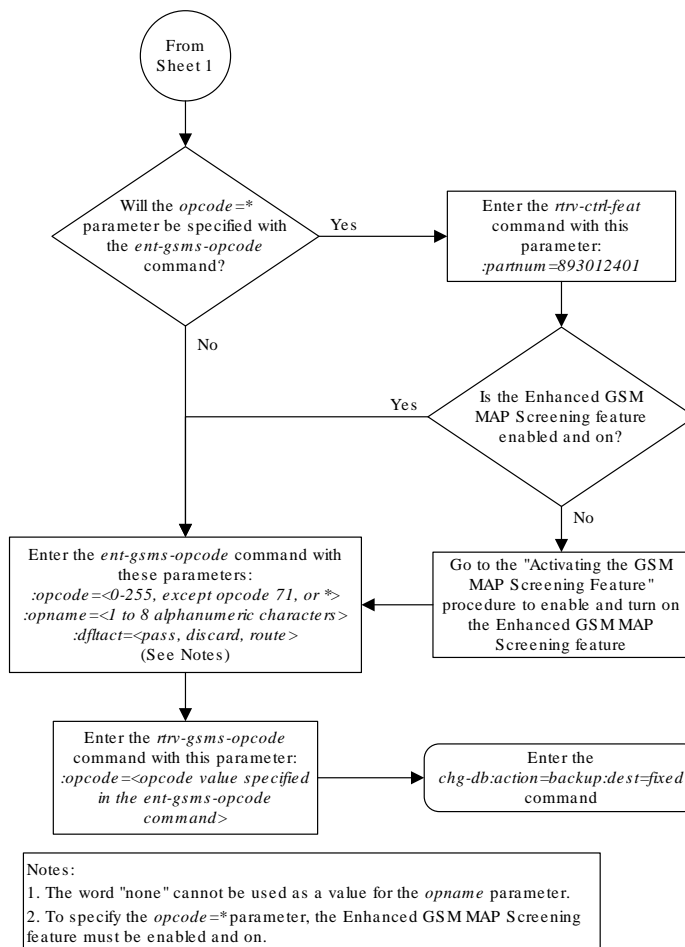 From
Sheet 1
Will the opcode=*
parameter be specified with
the ent-gsms-opcode
command?
Yes
Enter the rtrv-ctrl-feat
command with this
parameter:
:partnum=893012401
No
Yes
Is the Enhanced GSM
MAP Screening feature
enabled and on?
No
Enter the ent-gsms-opcode command with
these parameters:
:opcode=<0-255, except opcode 71, or *>
:opname=<1 to 8 alphanumeric characters>
:dfltact=<pass, discard, route>
(See Notes)
Go to the "Activating the GSM
MAP Screening Feature"
procedure to enable and turn on
the Enhanced GSM MAP
Screening feature
Enter the rtrv-gsms-opcode
command with this parameter:
:opcode=<opcode value specified
in the ent-gsms-opcode
command>
Enter the
chg-db:action=backup:dest=fixed
command
Notes:
1. The word "none" cannot be used as a value for the opname parameter.
2. To specify the opcode=* parameter, the Enhanced GSM MAP Screening
feature must be enabled and on.